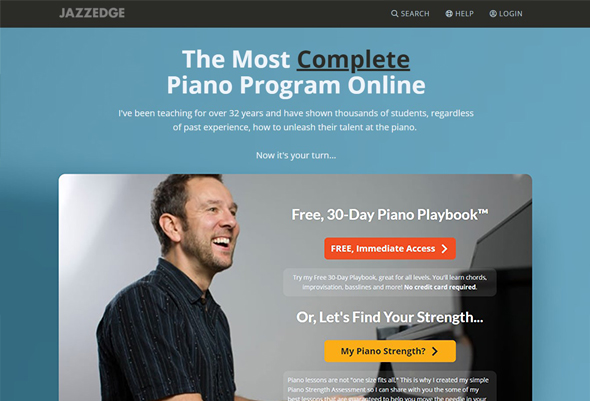 JAZZEDGE
SEARCH
HELP
LOGIN
The Most Complete
Piano Program Online
I've been teaching for over 32 years and have shown thousands of students, regardless
of past experience, how to unleash their talent at the piano.
Now it's your turn...
Free, 30-Day Piano Playbook™
FREE, Immediate Access
Try my Free 30-Day Playbook, great for all levels. You'll learn chords,
improvisation, basslines and more! No credit card required.
Or, Let's Find Your Strength...
My Piano Strength?
Piano lessons are not "one size fits all." This is why I created my simple
Piano Strength Assessment so I can share with you the some of my
best lessons that are guaranteed to help you move the needle in your